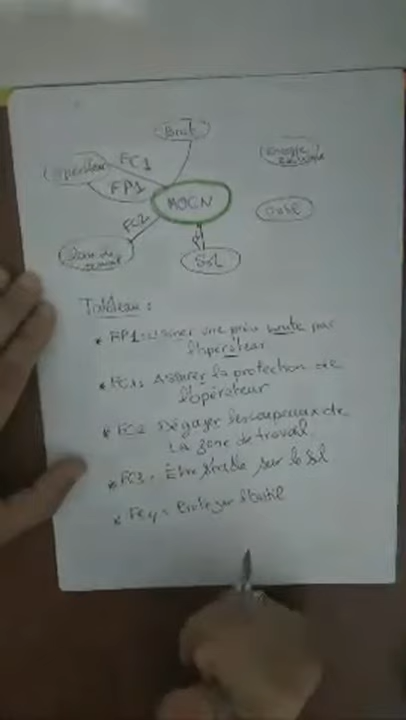 Brut
Opérateur
FC1
Energie
FP1
MOCN
Outil
FC2
Zone de
travail
Sol
Tableau :
* FP1: Usiner une pièce brute par
l'opérateur
* FC1: Assurer la protection de
l'opérateur
* FC2 Dégager les copeaux de
la zone de travail
* FC3 : Être stable sur le sol
* FC4 : l'outil